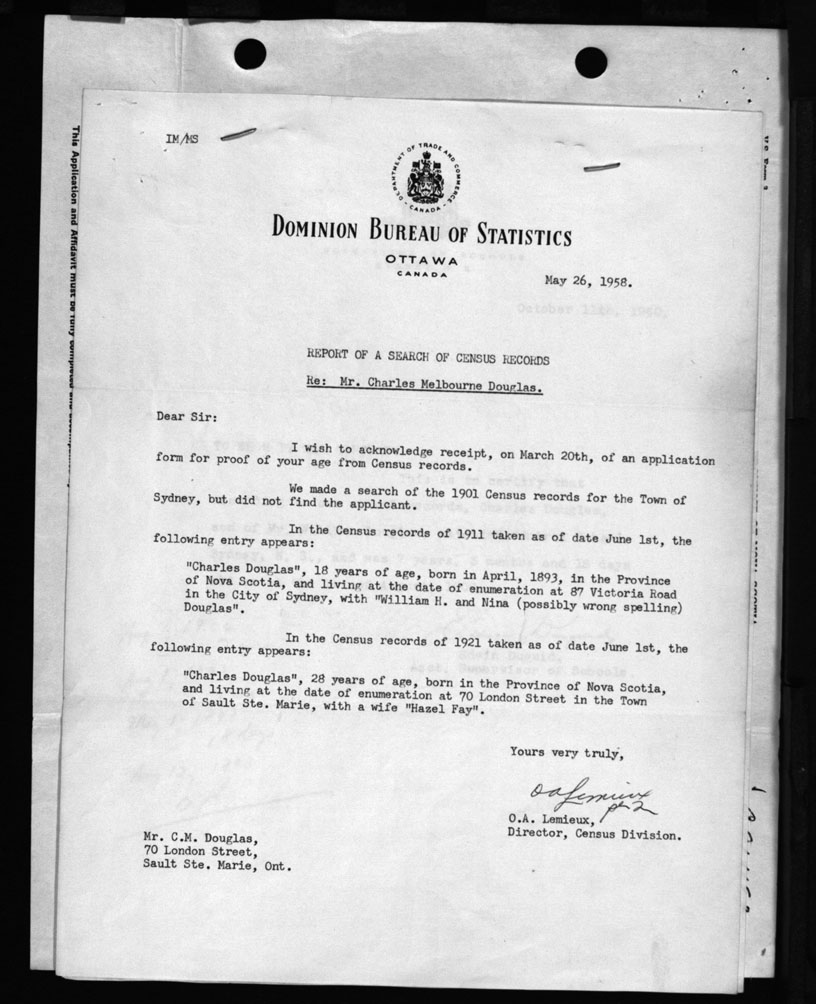 IM/MS
DEPARTMENT OF TRADE AND COMMERCE
- CANADA -
DOMINION BUREAU OF STATISTICS
OTTAWA
CANADA
May 26, 1958.
October 11th,
REPORT OF A SEARCH OF CENSUS RECORDS
Re: Mr. Charles Melbourne Douglas.
Dear Sir:
I wish to acknowledge receipt, on March 20th, of an application
form for proof of your age from Census records.
We made a search of the 1901 Census records for the Town of
Sydney, but did not find the applicant.
In the Census records of 1911 taken as of date June 1st, the
following entry appears:
"Charles Douglas", 18 years of age, born in April, 1893, in the Province
of Nova Scotia, and living at the date of enumeration at 87 Victoria Road
in the City of Sydney, with "William H. and Nina (possibly wrong spelling)
Douglas".
In the Census records of 1921 taken as of date June 1st, the
following entry appears:
"Charles Douglas", 28 years of age, born in the Province of Nova Scotia,
and living at the date of enumeration at 70 London Street in the Town
of Sault Ste. Marie, with a wife "Hazel Fay".
Yours very truly,
O A Lemieux
O.A. Lemieux,
Director, Census Division.
Mr. C.M. Douglas,
70 London Street,
Sault Ste. Marie, Ont.
This Application and Affidavit must be fully completed and